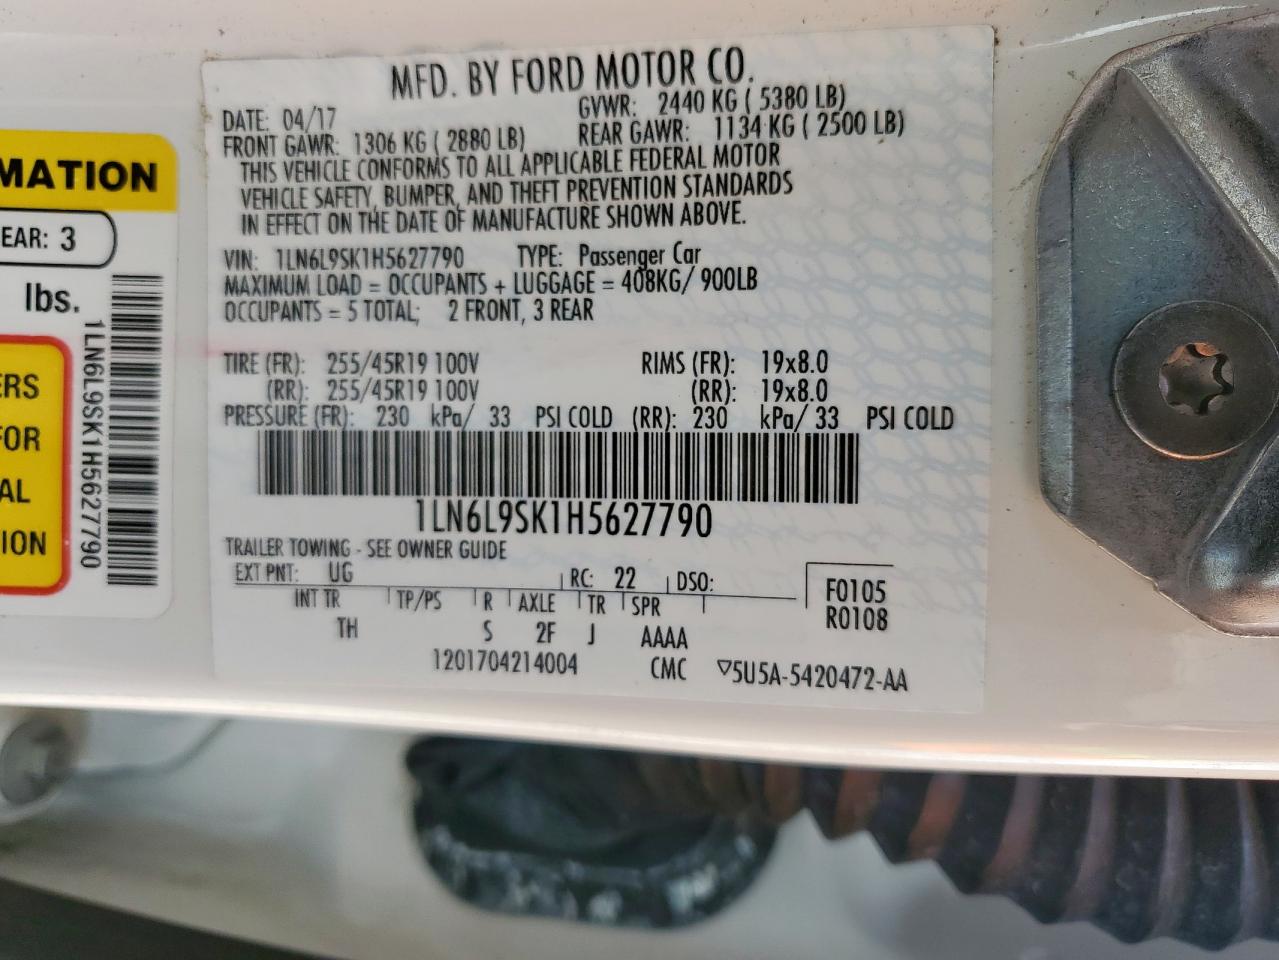 MFD. BY FORD MOTOR CO.
DATE: 04/17 GVWR: 2440 KG ( 5380 LB)
FRONT GAWR: 1306 KG ( 2880 LB) REAR GAWR: 1134 KG ( 2500 LB)
THIS VEHICLE CONFORMS TO ALL APPLICABLE FEDERAL MOTOR
VEHICLE SAFETY, BUMPER, AND THEFT PREVENTION STANDARDS
IN EFFECT ON THE DATE OF MANUFACTURE SHOWN ABOVE.
VIN: 1LN6L9SK1H5627790 TYPE: Passenger Car
MAXIMUM LOAD = OCCUPANTS + LUGGAGE = 408KG/ 900LB
OCCUPANTS = 5 TOTAL; 2 FRONT, 3 REAR
TIRE (FR): 255/45R19 100V RIMS (FR): 19x8.0
(RR): 255/45R19 100V (RR): 19x8.0
PRESSURE (FR): 230 kPa/ 33 PSI COLD (RR): 230 kPa/ 33 PSI COLD
1LN6L9SK1H5627790
TRAILER TOWING - SEE OWNER GUIDE
EXT PNT: UG RC: 22 DSO:
INT TR TP/PS R AXLE TR SPR
TH S 2F J AAAA
F0105
R0108
1201704214004 CMC ▽5U5A-5420472-AA
MATION
EAR: 3
lbs.
1LN6L9SK1H5627790
ERS
FOR
AL
ION